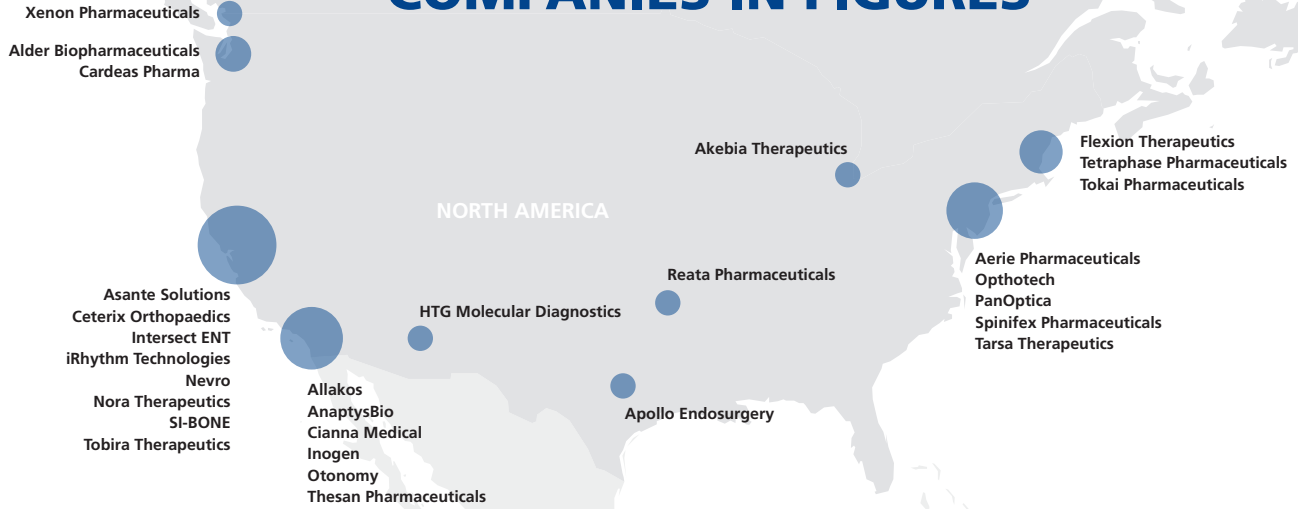 COMPANIES IN FIGURES
Xenon Pharmaceuticals
Alder Biopharmaceuticals
Cardeas Pharma
Akebia Therapeutics
Flexion Therapeutics
Tetraphase Pharmaceuticals
Tokai Pharmaceuticals
NORTH AMERICA
Aerie Pharmaceuticals
Opthotech
PanOptica
Spinifex Pharmaceuticals
Tarsa Therapeutics
Reata Pharmaceuticals
HTG Molecular Diagnostics
Asante Solutions
Ceterix Orthopaedics
Intersect ENT
iRhythm Technologies
Nevro
Nora Therapeutics
SI-BONE
Tobira Therapeutics
Allakos
AnaptysBio
Cianna Medical
Inogen
Otonomy
Thesan Pharmaceuticals
Apollo Endosurgery